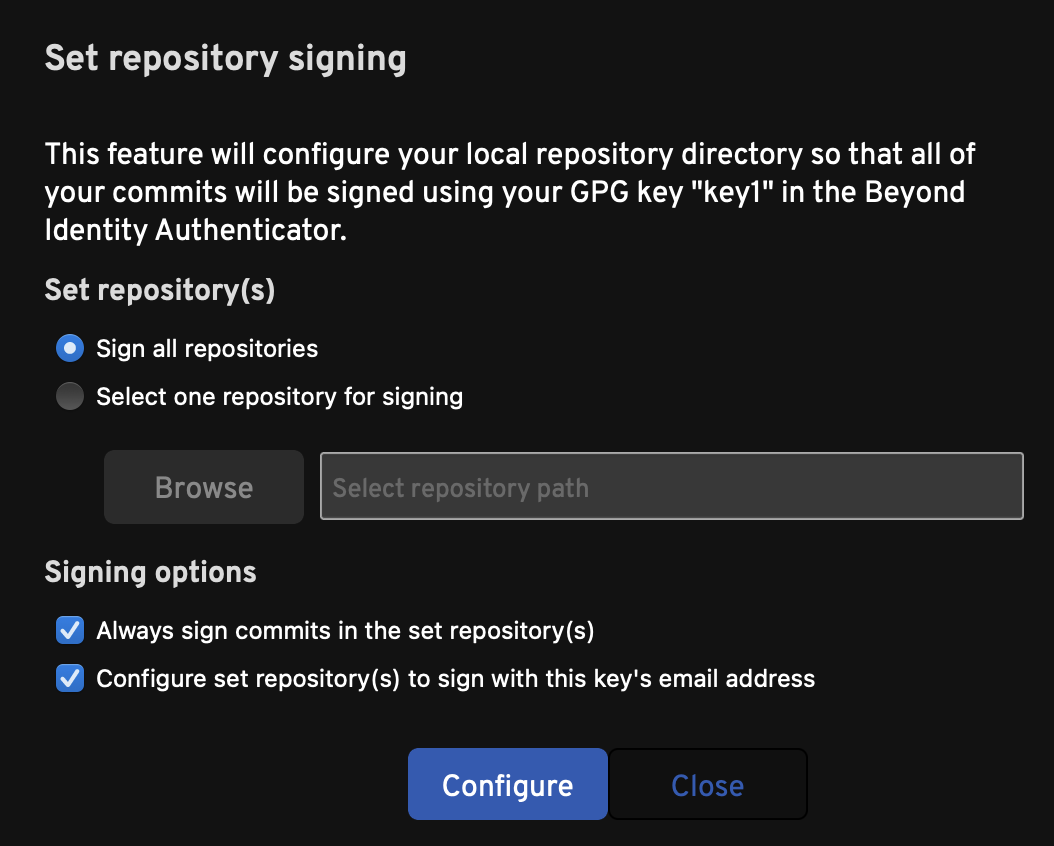 Set repository signing
This feature will configure your local repository directory so that all of
your commits will be signed using your GPG key "key1" in the Beyond
Identity Authenticator.
Set repository(s)
Sign all repositories
Select one repository for signing
Browse
Select repository path
Signing options
Always sign commits in the set repository(s)
Configure set repository(s) to sign with this key's email address
Configure
Close